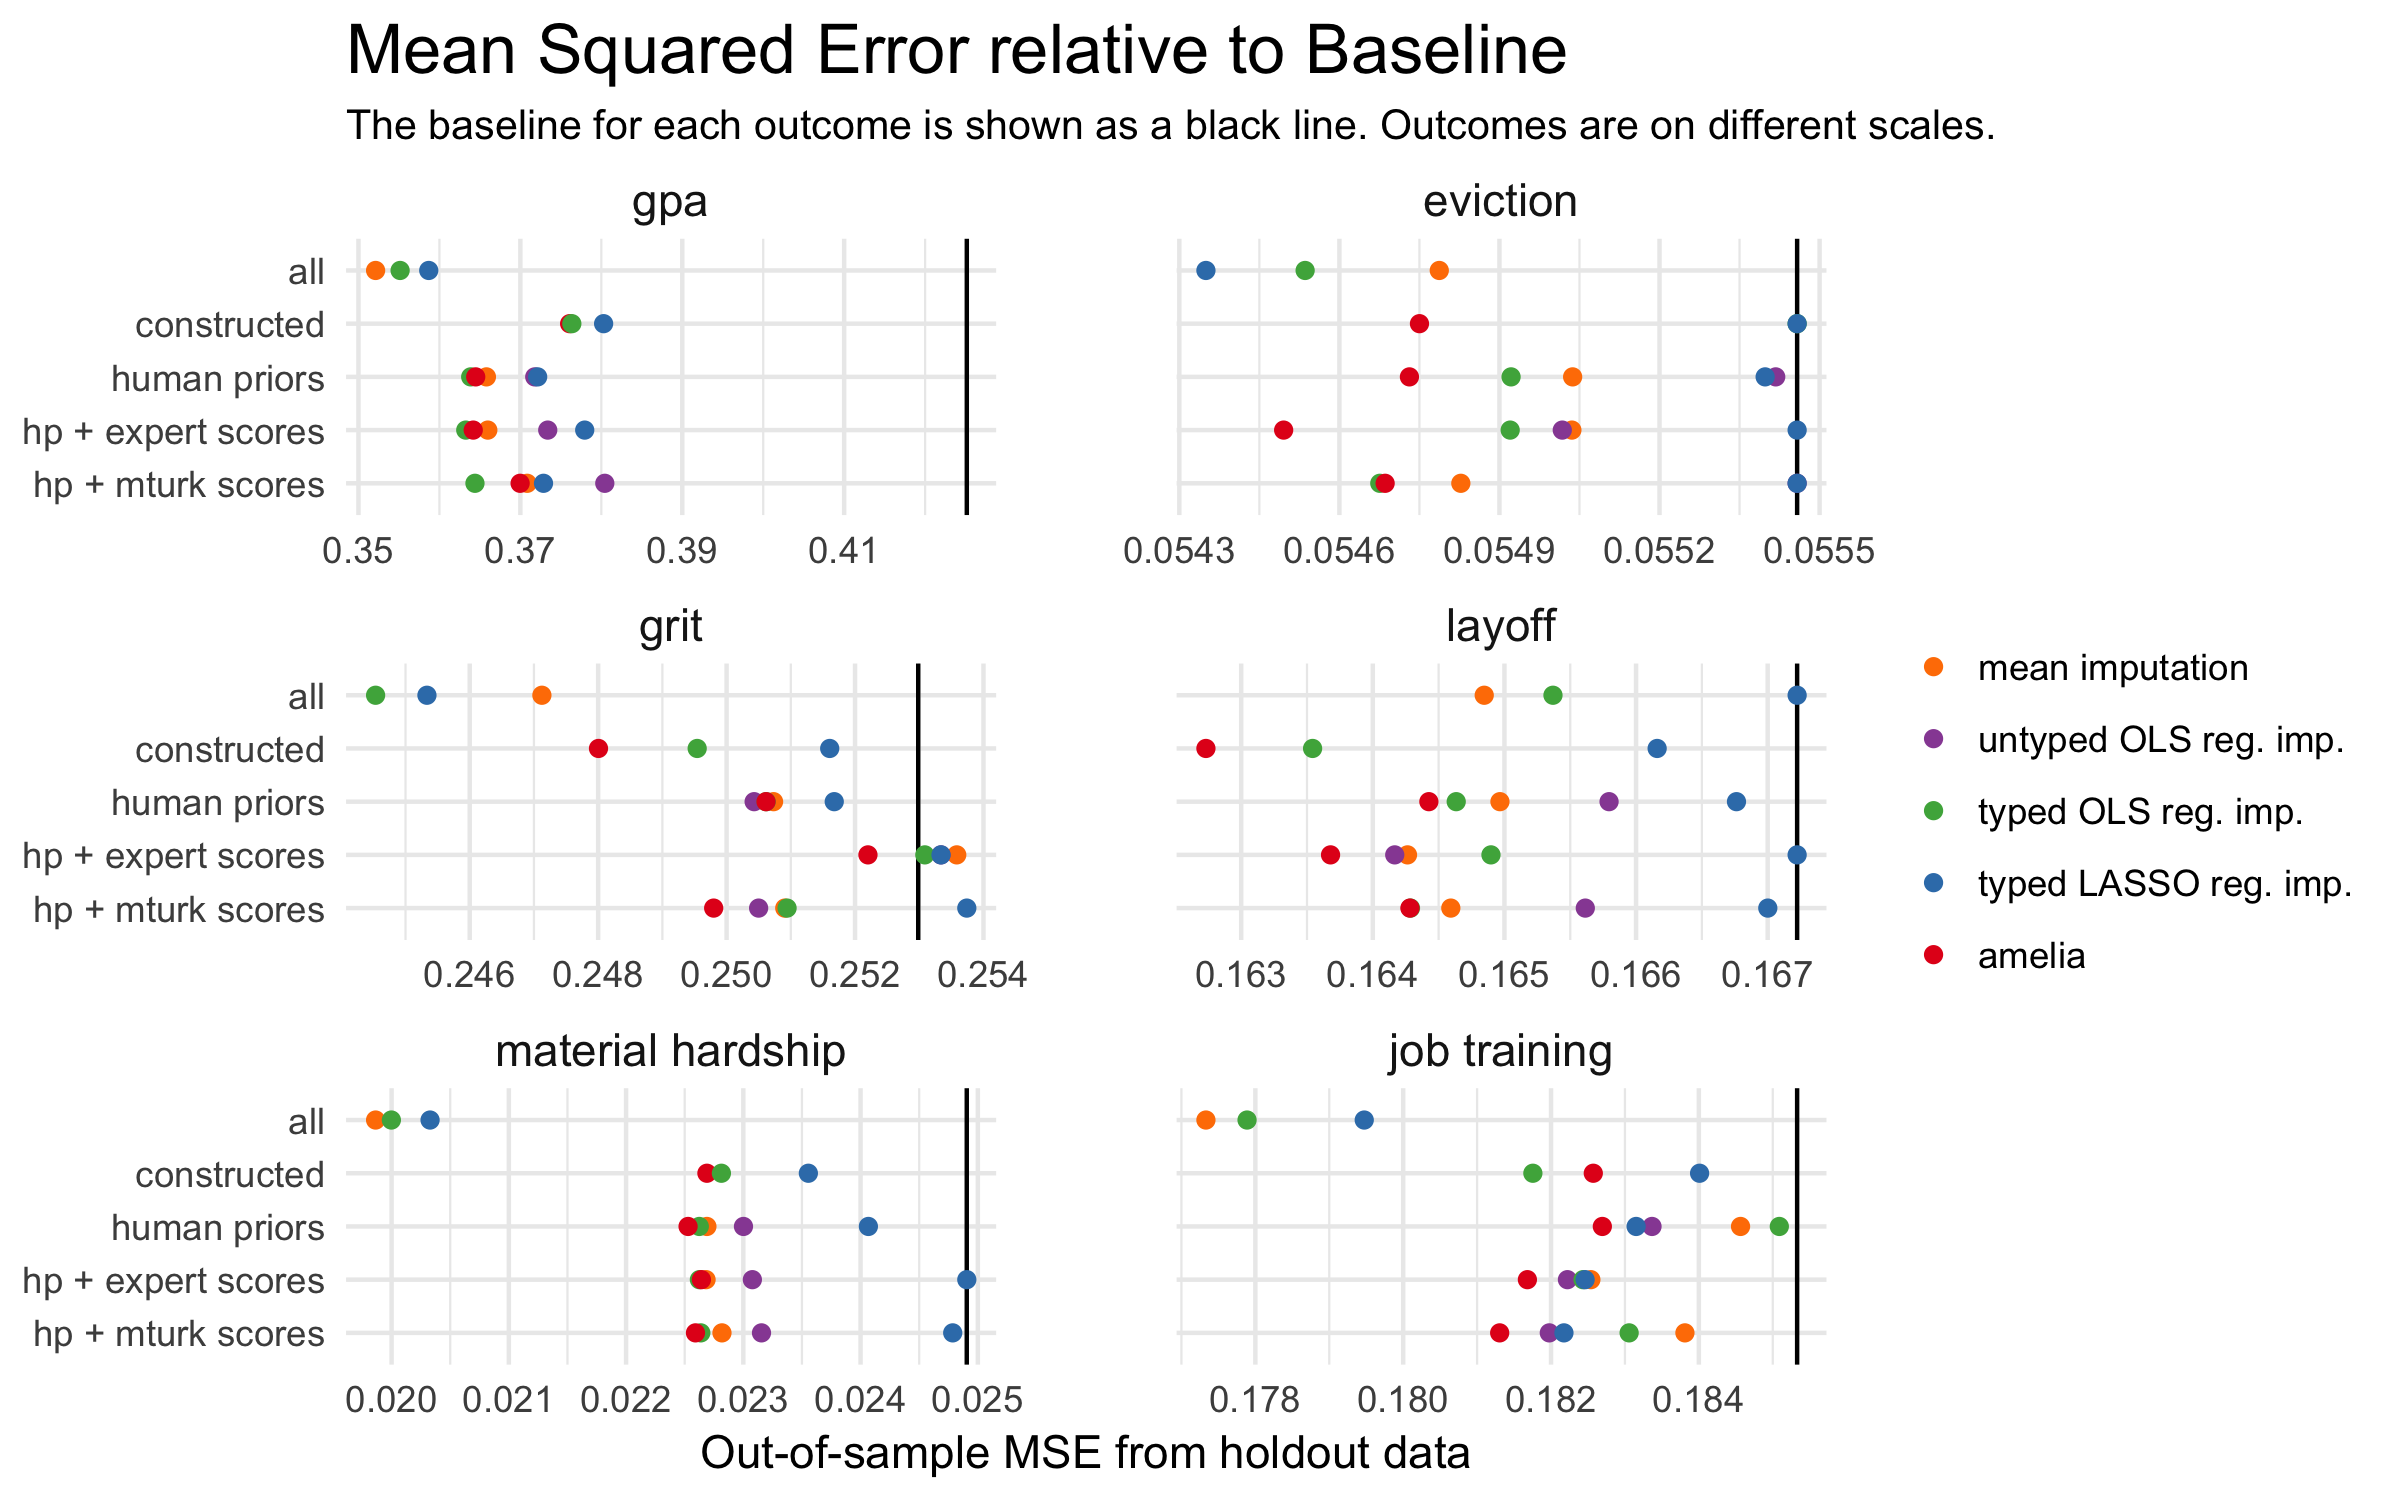 Mean Squared Error relative to Baseline
The baseline for each outcome is shown as a black line. Outcomes are on different scales.
gpa
all
constructed
human priors
hp + expert scores
hp + mturk scores
0.35 0.37 0.39 0.41
eviction
0.0543 0.0546 0.0549 0.0552 0.0555
grit
all
constructed
human priors
hp + expert scores
hp + mturk scores
0.246 0.248 0.250 0.252 0.254
layoff
0.163 0.164 0.165 0.166 0.167
material hardship
all
constructed
human priors
hp + expert scores
hp + mturk scores
0.020 0.021 0.022 0.023 0.024 0.025
job training
0.178 0.180 0.182 0.184
Out-of-sample MSE from holdout data
mean imputation
untyped OLS reg. imp.
typed OLS reg. imp.
typed LASSO reg. imp.
amelia